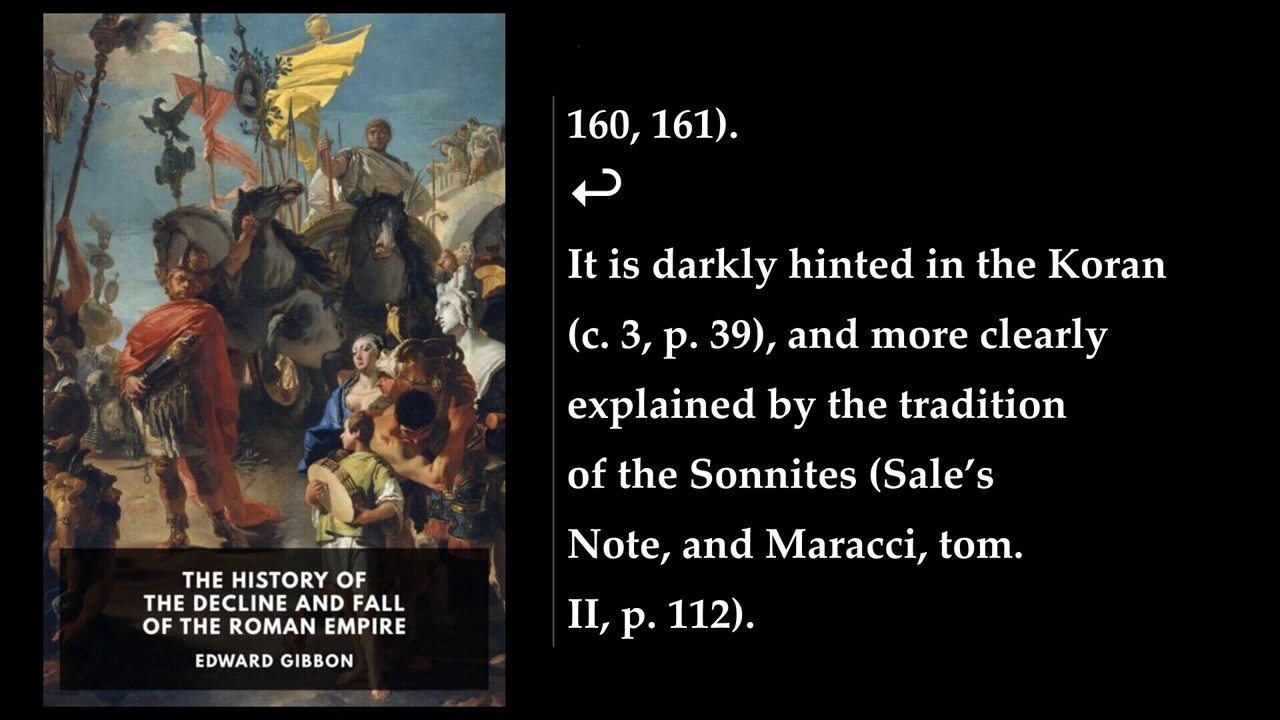 THE HISTORY OF
THE DECLINE AND FALL
OF THE ROMAN EMPIRE
EDWARD GIBBON
160, 161).
↩
It is darkly hinted in the Koran
(c. 3, p. 39), and more clearly
explained by the tradition
of the Sonnites (Sale’s
Note, and Maracci, tom.
II, p. 112).